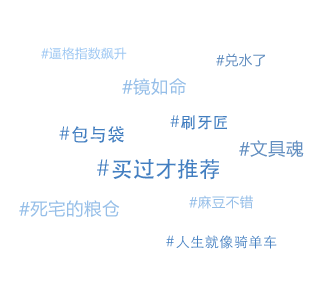 #逼格指数飙升
#兑水了
#镜如命
#刷牙匠
#包与袋
#文具魂
#买过才推荐
#麻豆不错
#死宅的粮仓
#人生就像骑单车